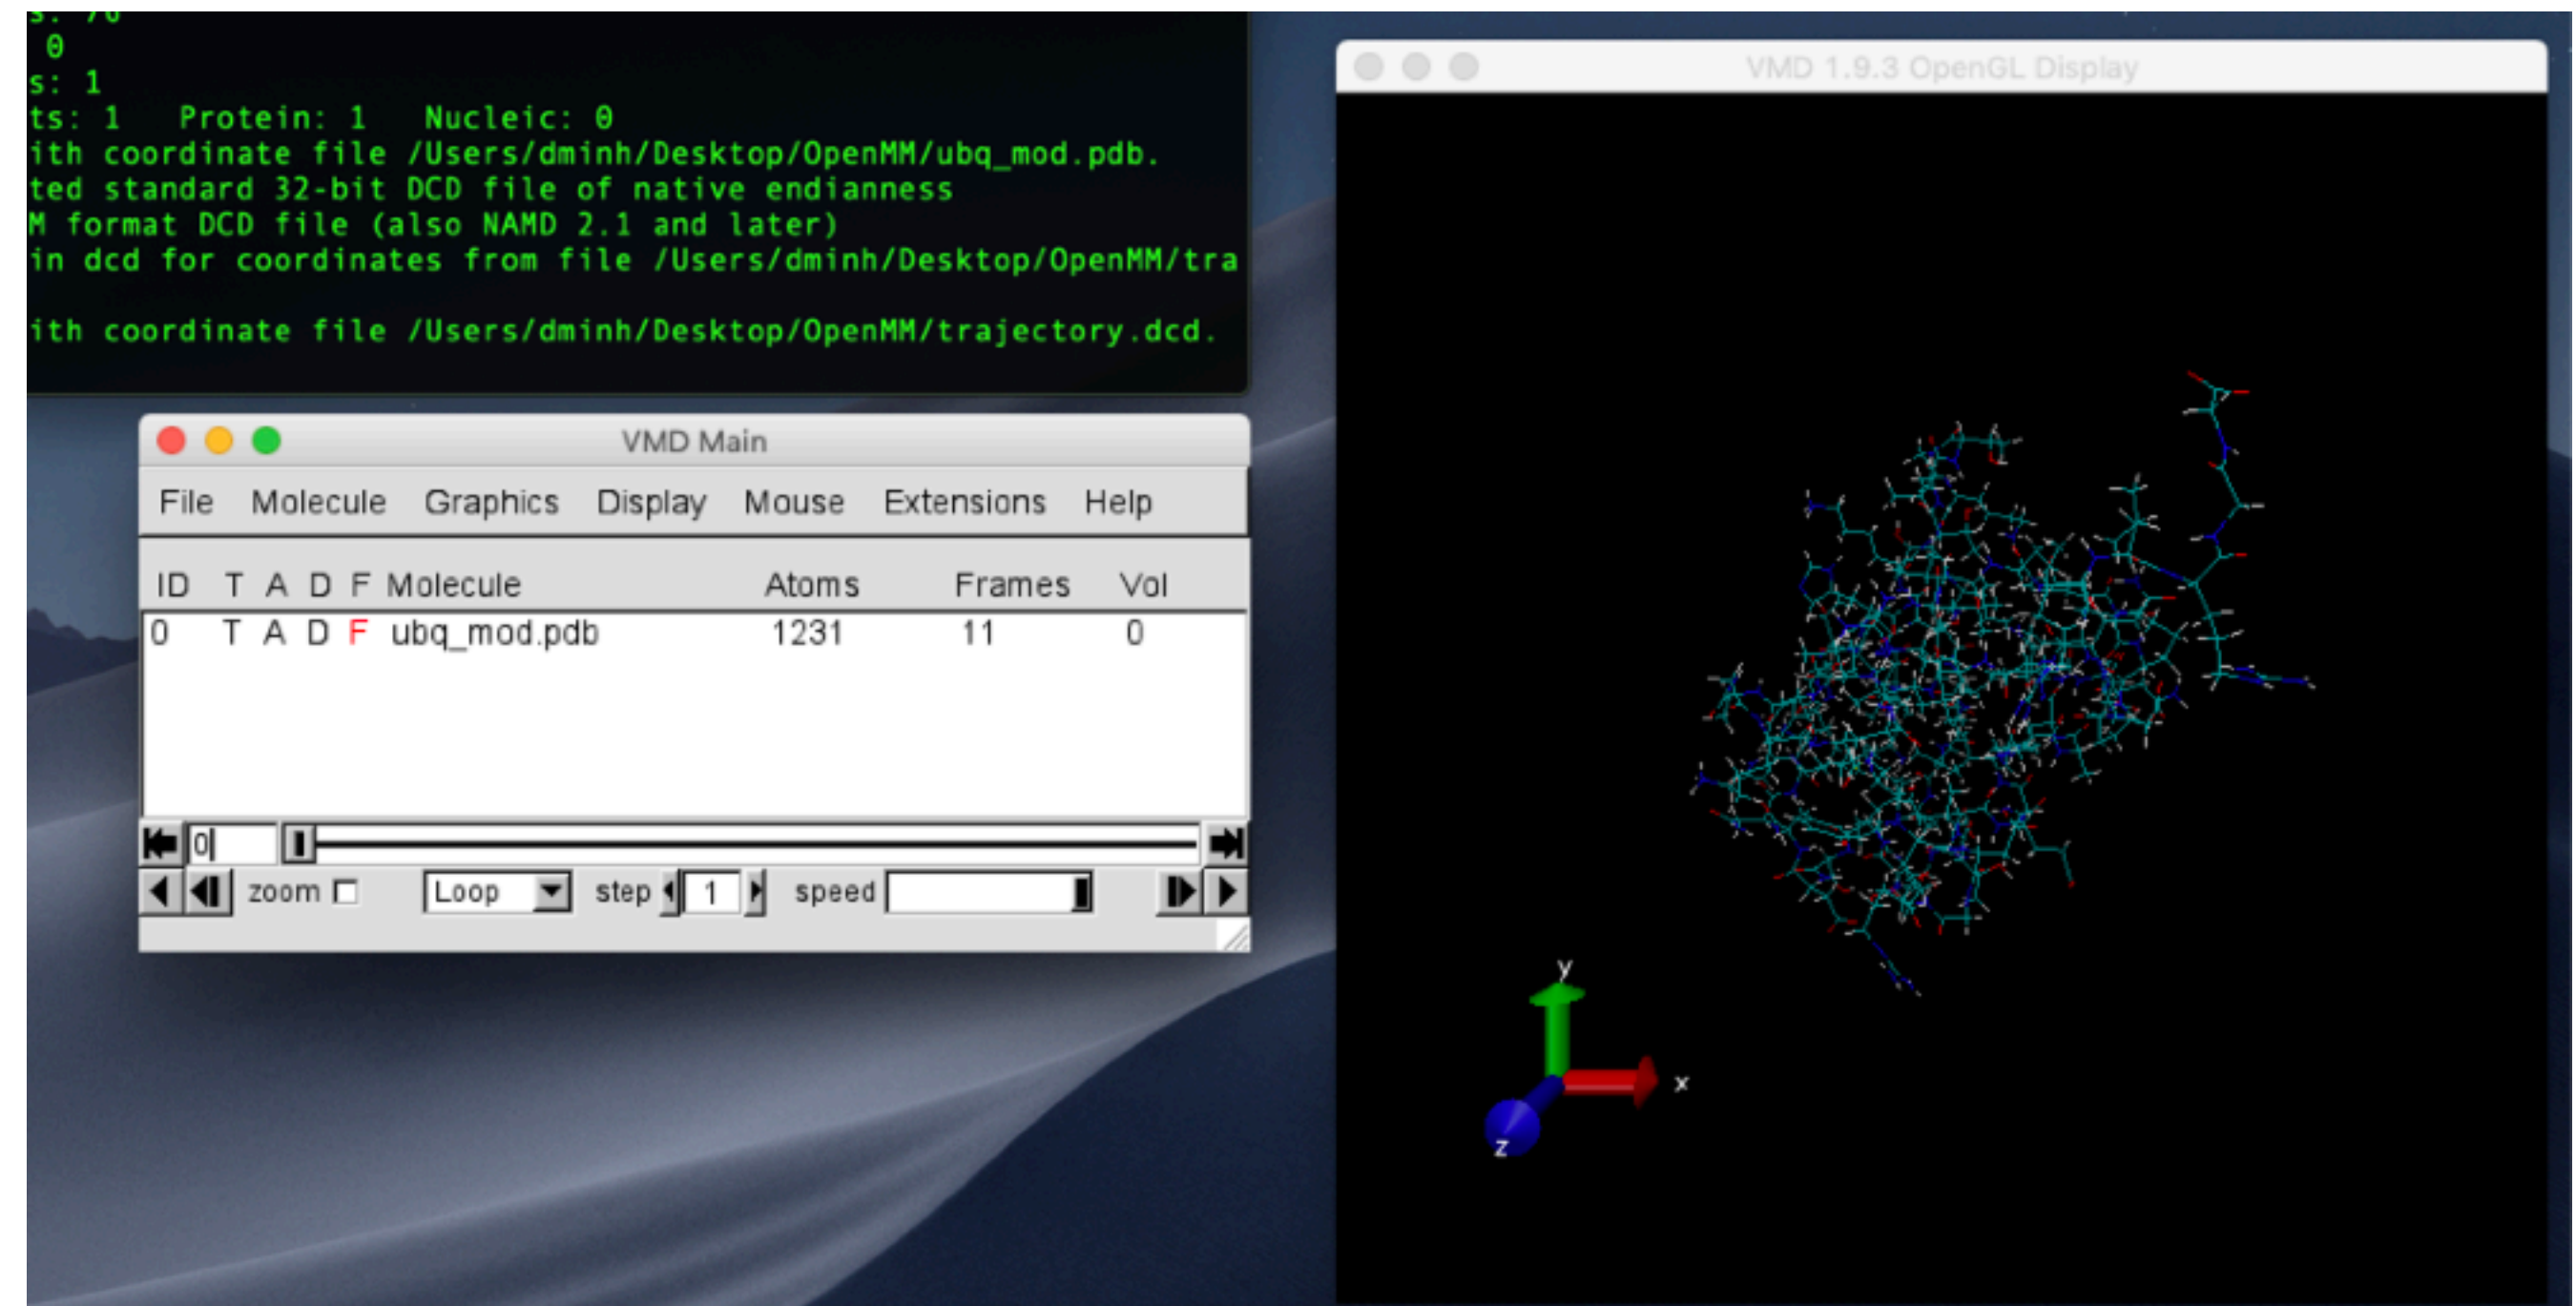 s: 76
0
s: 1
ts: 1 Protein: 1 Nucleic: 0
ith coordinate file /Users/dminh/Desktop/OpenMM/ubq_mod.pdb.
ted standard 32-bit DCD file of native endianness
M format DCD file (also NAMD 2.1 and later)
in dcd for coordinates from file /Users/dminh/Desktop/OpenMM/tra
ith coordinate file /Users/dminh/Desktop/OpenMM/trajectory.dcd.
VMD Main
File Molecule Graphics Display Mouse Extensions Help
ID T A D F Molecule Atoms Frames Vol
0 T A D F ubq_mod.pdb 1231 11 0
0
zoom Loop step 1 speed
VMD 1.9.3 OpenGL Display
y
x
z